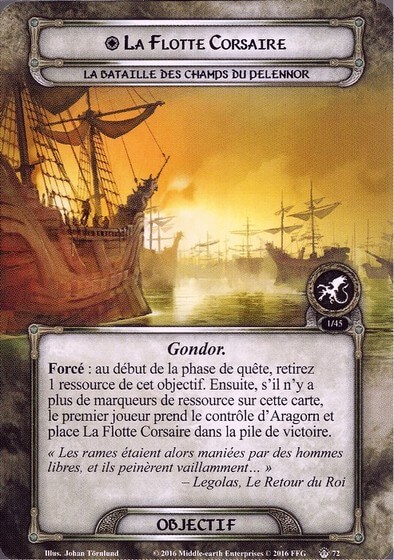 La Flotte Corsaire
La Bataille des Champs du Pelennor
1/45
Gondor.
Forcé : au début de la phase de quête, retirez
1 ressource de cet objectif. Ensuite, s'il n'y a
plus de marqueurs de ressource sur cette carte,
le premier joueur prend le contrôle d'Aragorn et
place La Flotte Corsaire dans la pile de victoire.
« Les rames étaient alors maniées par des hommes
libres, et ils peinèrent vaillamment… »
– Legolas, Le Retour du Roi
Objectif
Illus. Johan Törnlund © 2016 Middle-earth Enterprises © 2016 FFG 72